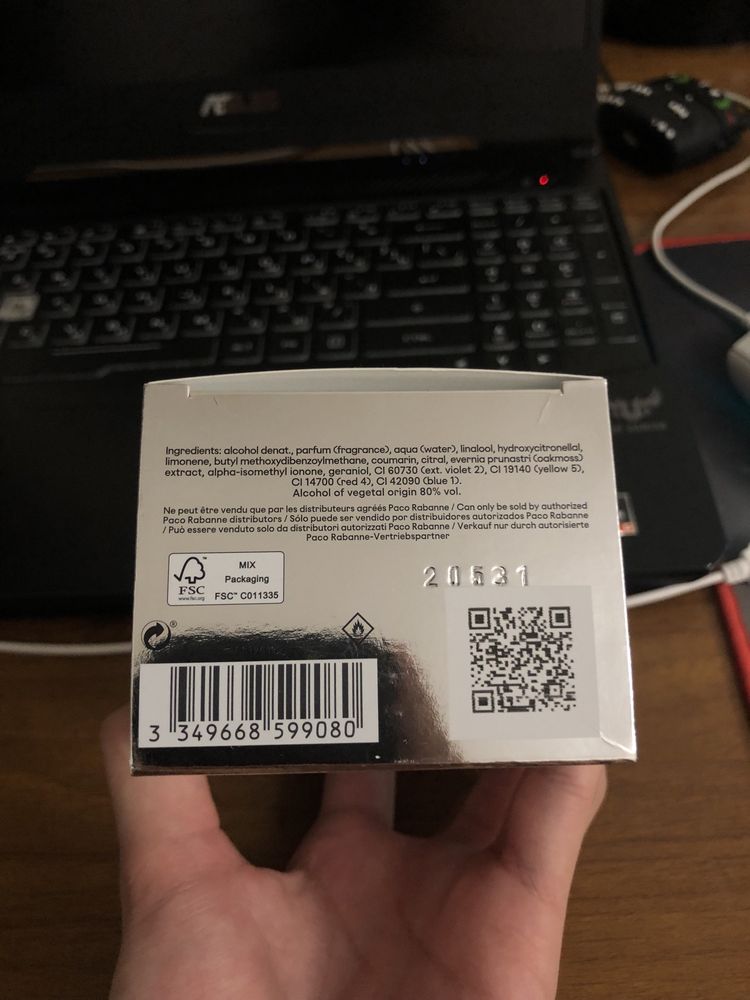 Ingredients: alcohol denat., parfum (fragrance), aqua (water), linalool, hydroxycitronellal,
limonene, butyl methoxydibenzoylmethane, coumarin, citral, evernia prunastri (oakmoss)
extract, alpha-isomethyl ionone, geraniol, CI 60730 (ext. violet 2), CI 19140 (yellow 5),
CI 14700 (red 4), CI 42090 (blue 1).
Alcohol of vegetal origin 80% vol.
Ne peut être vendu que par les distributeurs agréés Paco Rabanne / Can only be sold by authorized
Paco Rabanne distributors / Sólo puede ser vendido por distribuidores autorizados Paco Rabanne
/ Può essere venduto solo da distributori autorizzati Paco Rabanne / Verkauf nur durch autorisierte
Paco Rabanne-Vertriebspartner
FSC™
www.fsc.org
MIX
Packaging
FSC™ C011335
20531
®
3 349668 599080